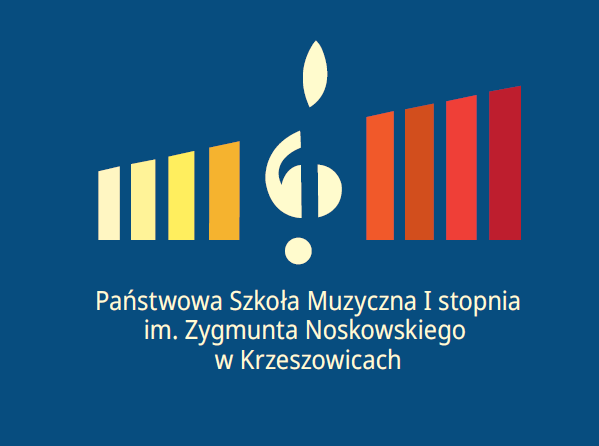 Państwowa Szkoła Muzyczna I stopnia
im. Zygmunta Noskowskiego
w Krzeszowicach